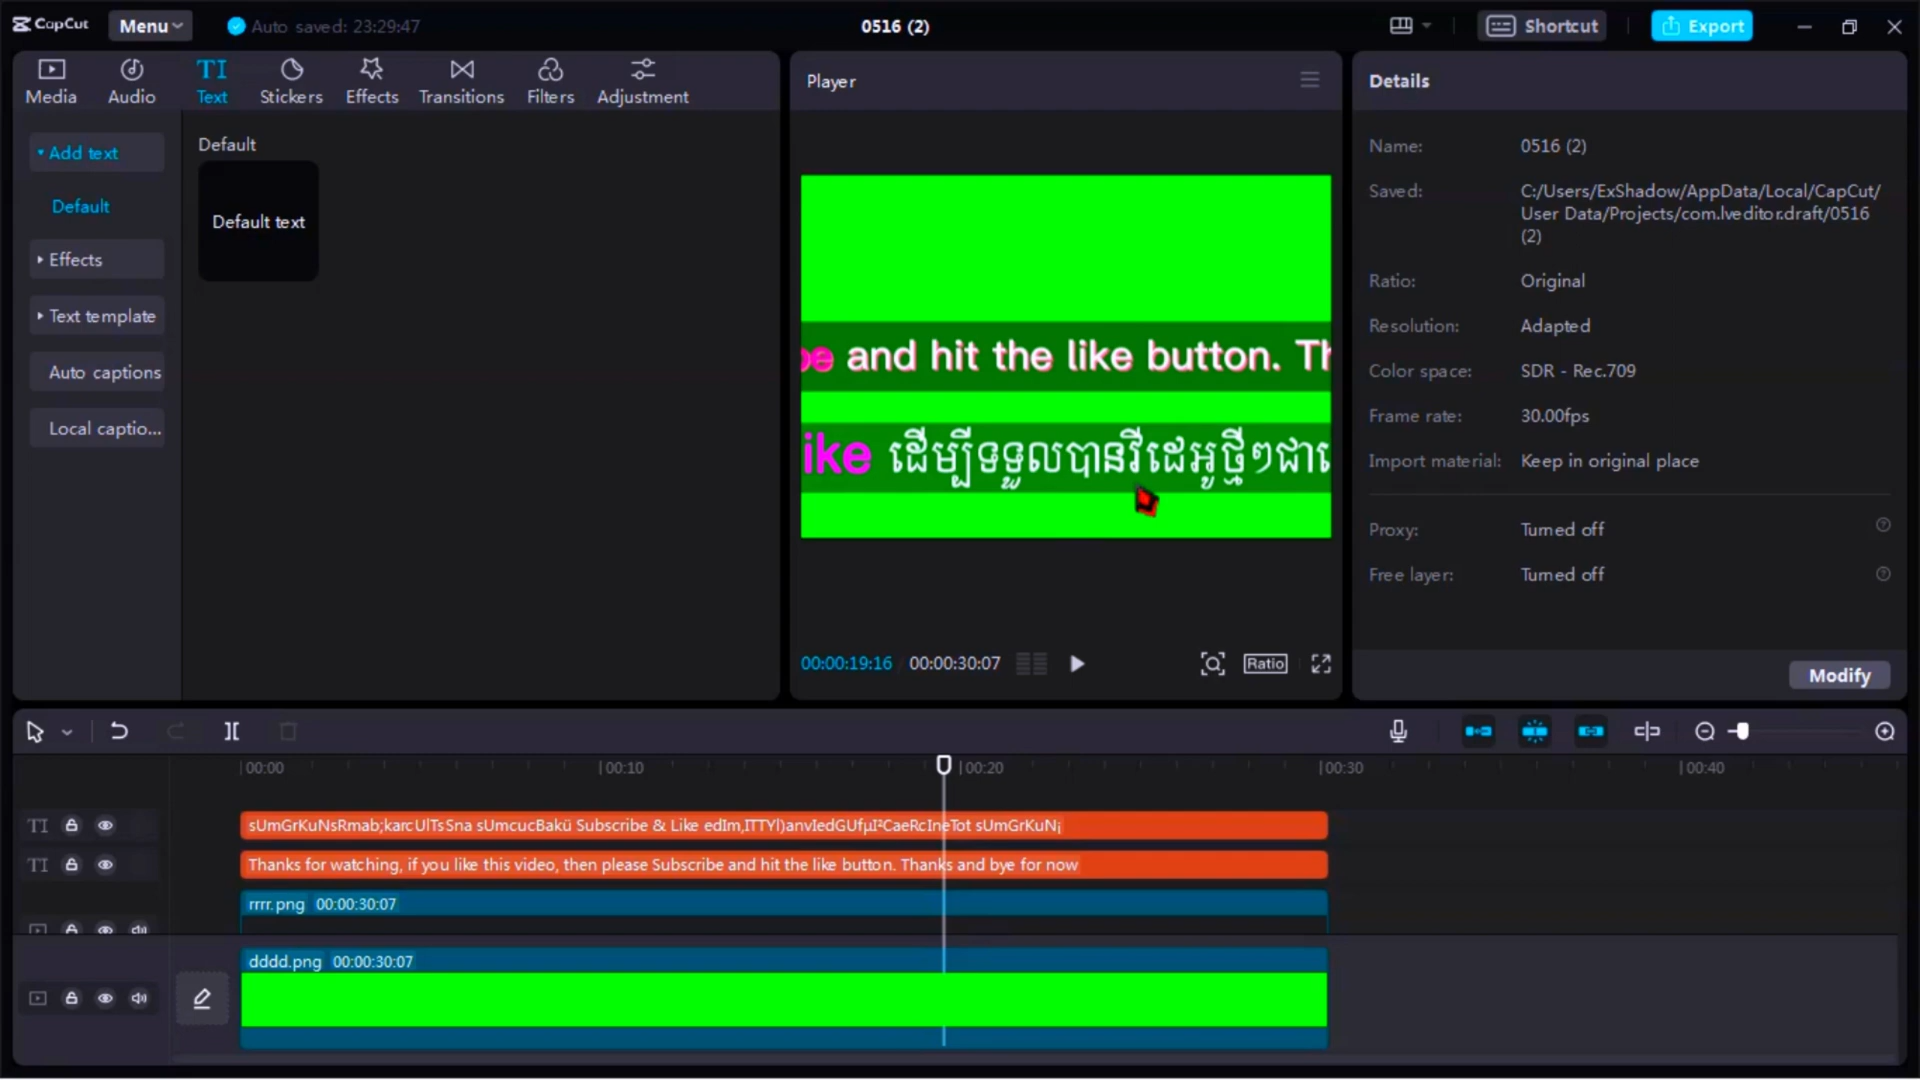 CapCut
Menu
Auto saved: 23:29:47
0516 (2)
Shortcut
Export
Media
Audio
TI
Text
Stickers
Effects
Transitions
Filters
Adjustment
Player
Details
Add text
Default
Effects
Text template
Auto captions
Local captio...
Default
Default text
be and hit the like button. Th
ike ដើម្បីទទួលបានវីដេអូថ្មីៗជា
00:00:19:16 / 00:00:30:07
Ratio
Name: 0516 (2)
Saved: C:/Users/ExShadow/AppData/Local/CapCut/
User Data/Projects/com.lveditor.draft/0516
(2)
Ratio: Original
Resolution: Adapted
Color space: SDR - Rec.709
Frame rate: 30.00fps
Import material: Keep in original place
Proxy: Turned off
Free layer: Turned off
Modify
00:00 00:10 00:20 00:30 00:40
TI sUmGrKuNsRmab;karcUlTsSna sUmcucBakü Subscribe & Like edIm,ITTYl)anvIedGUfµI²CaeRcIneTot sUmGrKuN¡
TI Thanks for watching, if you like this video, then please Subscribe and hit the like button. Thanks and bye for now
rrrr.png 00:00:30:07
dddd.png 00:00:30:07